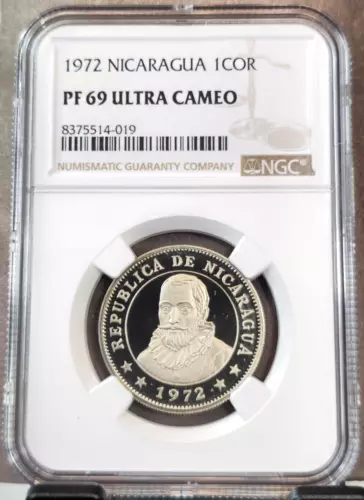 1972 NICARAGUA 1COR
PF 69 ULTRA CAMEO
8375514-019
NUMISMATIC GUARANTY COMPANY
NGC
REPUBLICA DE NICARAGUA
1972